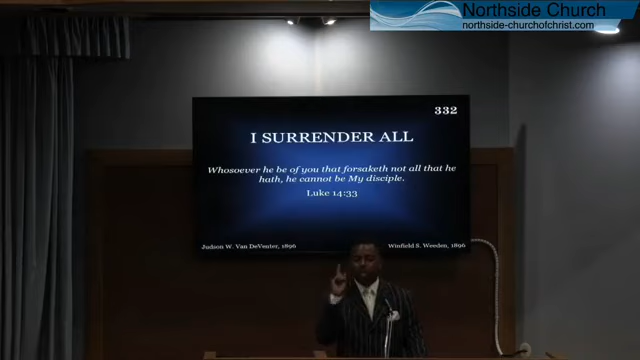 Northside Church
northside-churchofchrist.com
332
I SURRENDER ALL
Whosoever he be of you that forsaketh not all that he
hath, he cannot be My disciple.
Luke 14:33
Judson W. Van DeVenter, 1896
Winfield S. Weeden, 1896